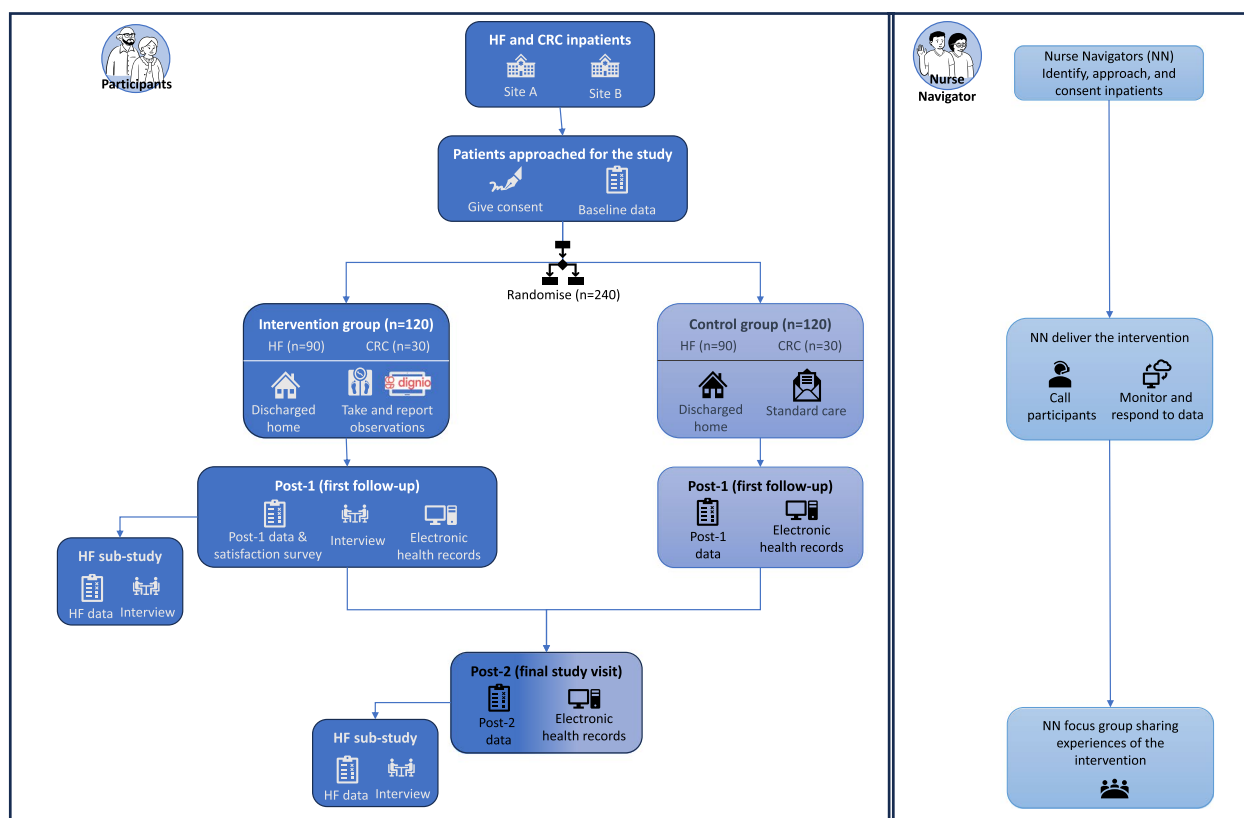 Participants
HF and CRC inpatients
Site A
Site B
Patients approached for the study
Give consent
Baseline data
Randomise (n=240)
Intervention group (n=120)
HF (n=90)
CRC (n=30)
dignio
Discharged
home
Take and report
observations
Control group (n=120)
HF (n=90)
CRC (n=30)
Discharged
home
Standard care
Post-1 (first follow-up)
Post-1 data &
satisfaction survey
Interview
Electronic
health records
Post-1 (first follow-up)
Post-1
data
Electronic
health records
HF sub-study
HF data
Interview
Post-2 (final study visit)
Post-2
data
Electronic
health records
HF sub-study
HF data
Interview
Nurse
Navigator
Nurse Navigators (NN)
Identify, approach, and
consent inpatients
NN deliver the intervention
Call
participants
Monitor and
respond to data
NN focus group sharing
experiences of the
intervention